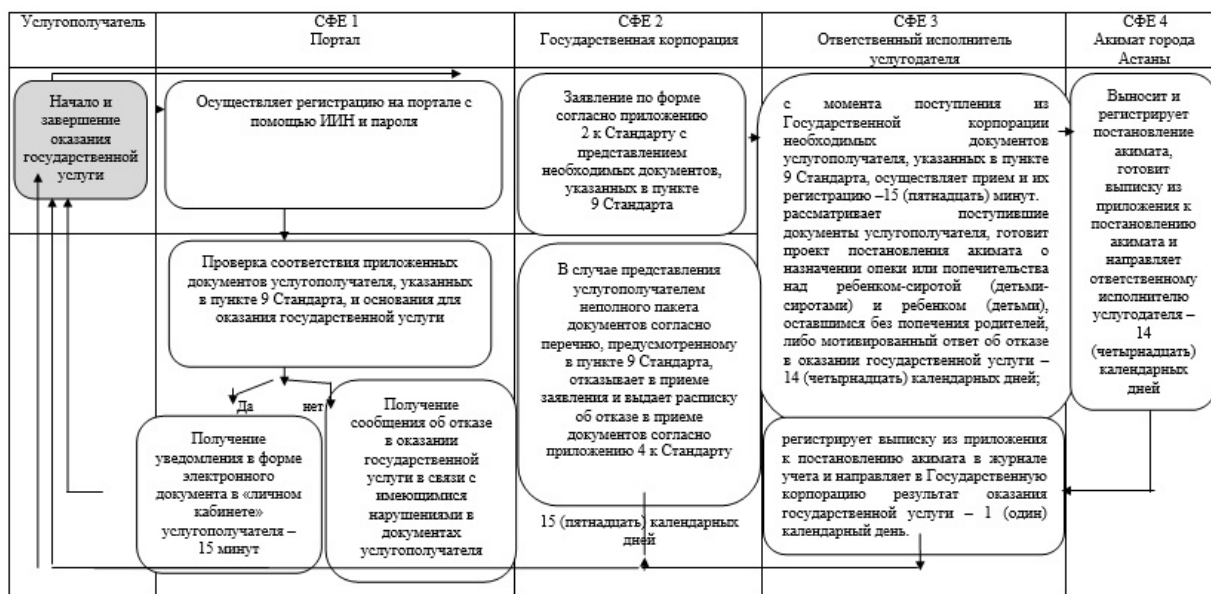 Услугополучатель
СФЕ 1
Портал
СФЕ 2
Государственная корпорация
СФЕ 3
Ответственный исполнитель
услугодателя
СФЕ 4
Акимат города
Астаны
Начало и
завершение
оказания
государственной
услуги
Осуществляет регистрацию на портале с
помощью ИИН и пароля
Проверка соответствия приложенных
документов услугополучателя, указанных
в пункте 9 Стандарта, и основания для
оказания государственной услуги
Да нет
Получение
уведомления в форме
электронного
документа в «личном
кабинете»
услугополучателя –
15 минут
Получение
сообщения об отказе
в оказании
государственной
услуги в связи с
имеющимися
нарушениями в
документах
услугополучателя
Заявление по форме
согласно приложению
2 к Стандарту с
представлением
необходимых документов,
указанных в пункте
9 Стандарта
В случае представления
услугополучателем
неполного пакета
документов согласно
перечню, предусмотренному
в пункте 9 Стандарта,
отказывает в приеме
заявления и выдает расписку
об отказе в приеме
документов согласно
приложению 4 к Стандарту
15 (пятнадцать) календарных
дней
с момента поступления из
Государственной корпорации
необходимых документов
услугополучателя, указанных в пункте
9 Стандарта, осуществляет прием и их
регистрацию –15 (пятнадцать) минут.
рассматривает поступившие
документы услугополучателя, готовит
проект постановления акимата о
назначении опеки или попечительства
над ребенком-сиротой (детьми-
сиротами) и ребенком (детьми),
оставшимся без попечения родителей,
либо мотивированный ответ об отказе
в оказании государственной услуги –
14 (четырнадцать) календарных дней;
регистрирует выписку из приложения
к постановлению акимата в журнале
учета и направляет в Государственную
корпорацию результат оказания
государственной услуги – 1 (один)
календарный день.
Выносит и
регистрирует
постановление
акимата,
готовит
выписку из
приложения к
постановлению
акимата и
направляет
ответственному
исполнителю
услугодателя –
14
(четырнадцать)
календарных
дней